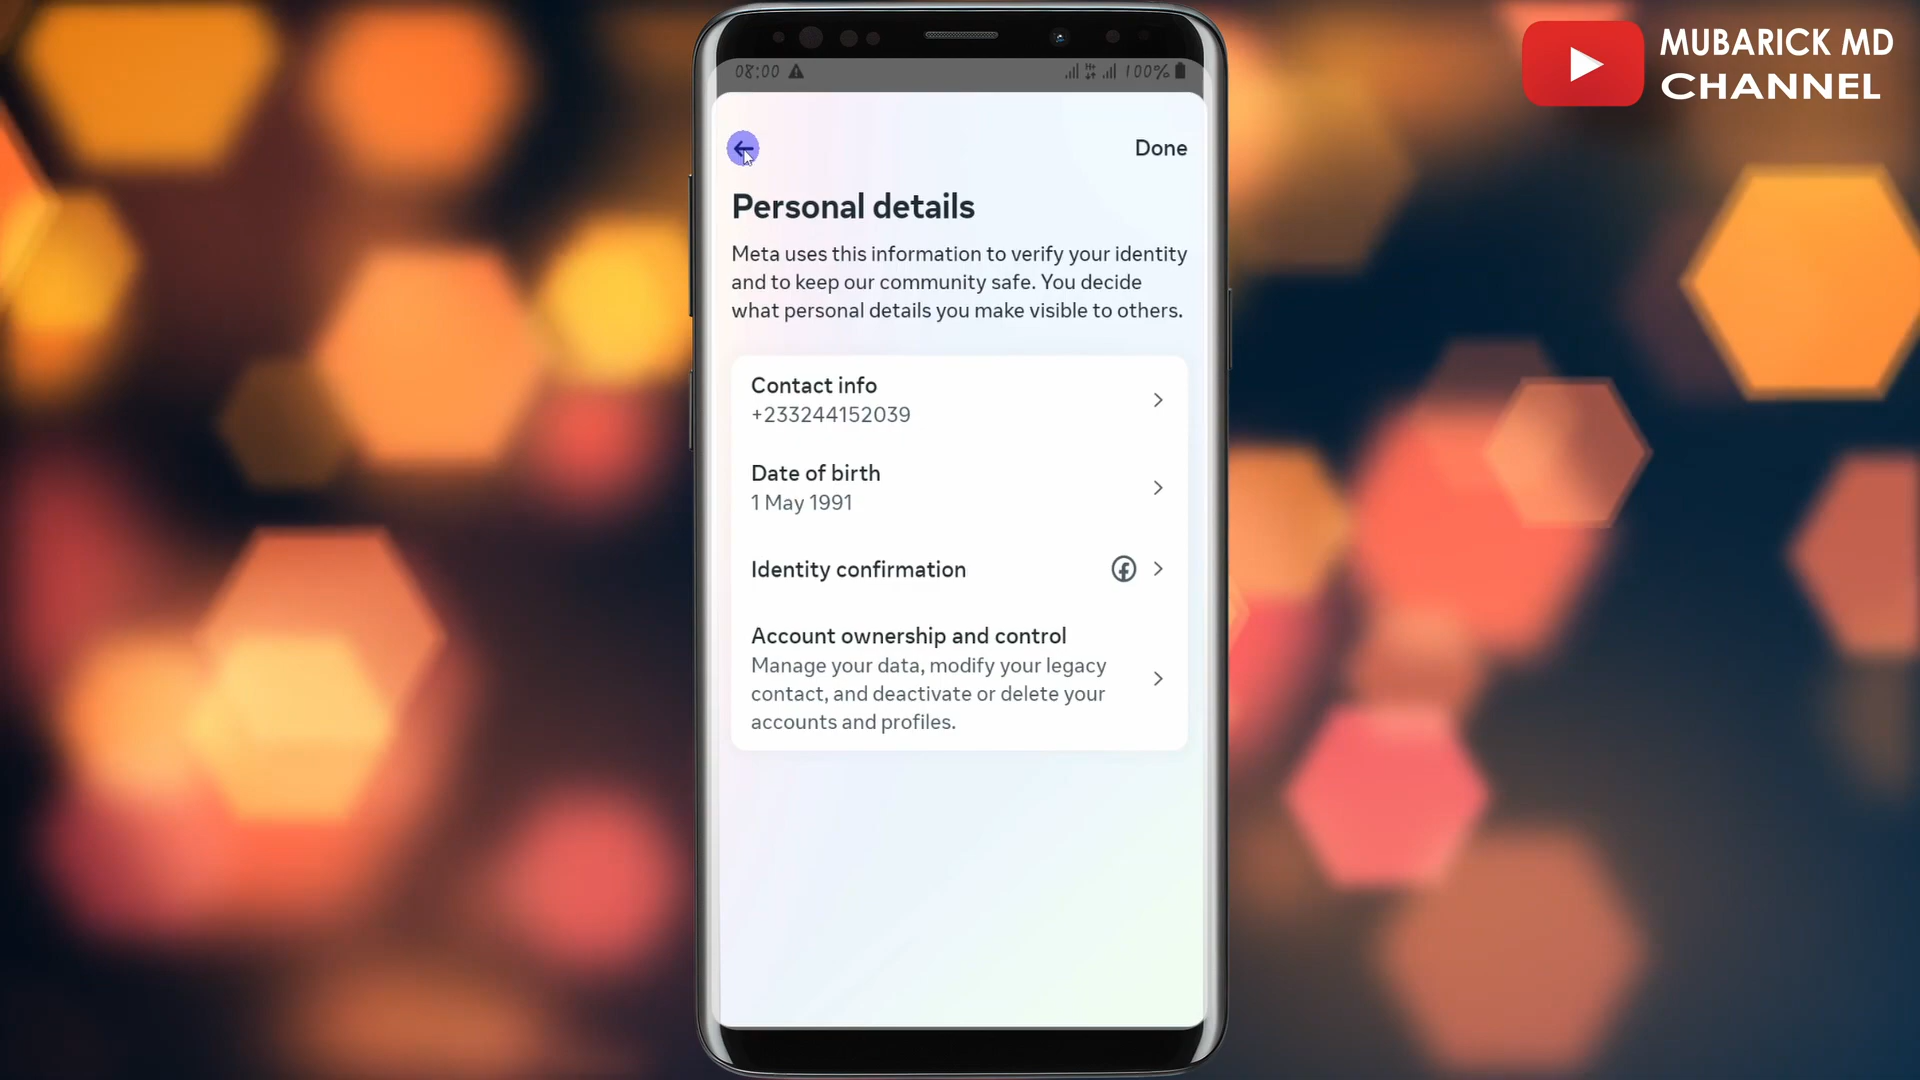 MUBARICK MD
CHANNEL
08:00
100%
Done
Personal details
Meta uses this information to verify your identity
and to keep our community safe. You decide
what personal details you make visible to others.
Contact info
+233244152039
Date of birth
1 May 1991
Identity confirmation
Account ownership and control
Manage your data, modify your legacy
contact, and deactivate or delete your
accounts and profiles.